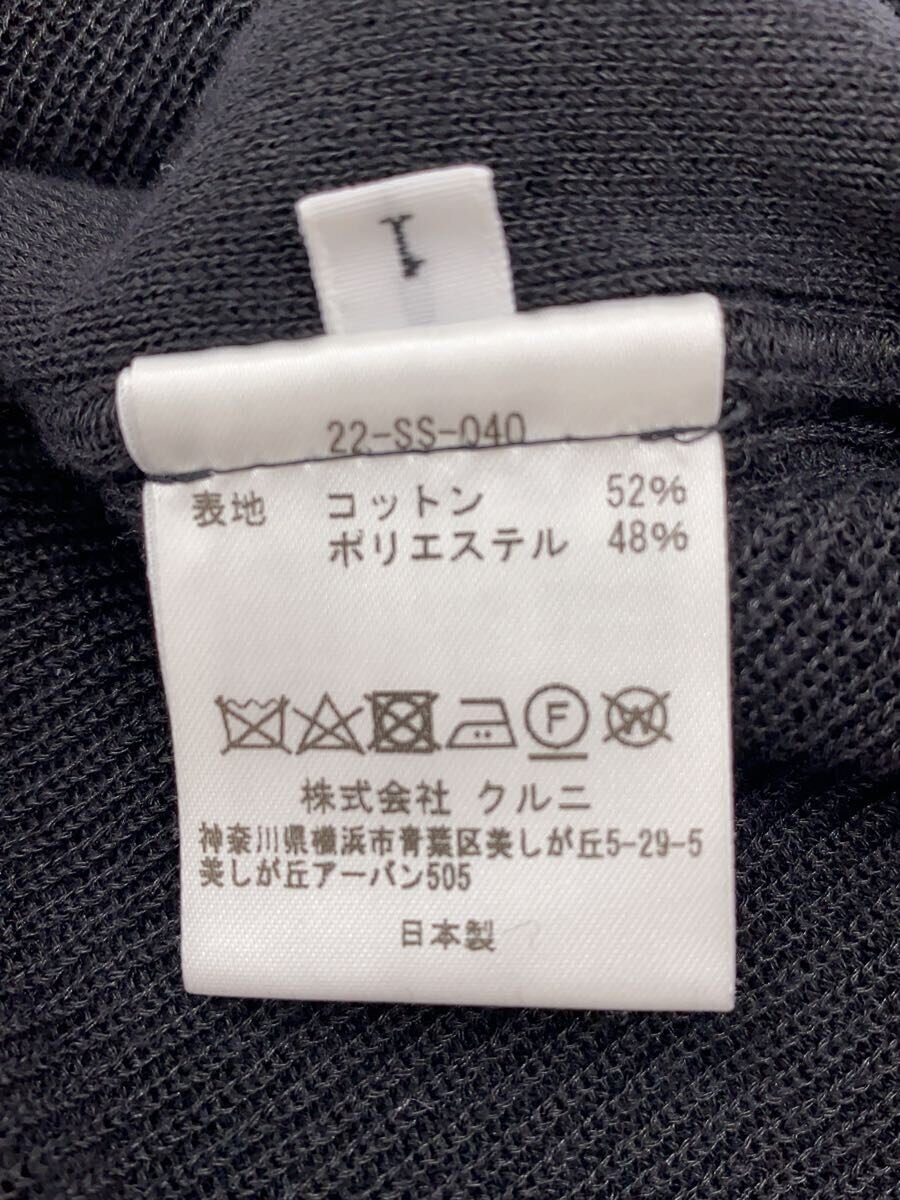 1
22-SS-040
表地 コットン 52%
ポリエステル 48%
F
W
株式会社 クルニ
神奈川県横浜市青葉区美しが丘5-29-5
美しが丘アーバン505
日本製